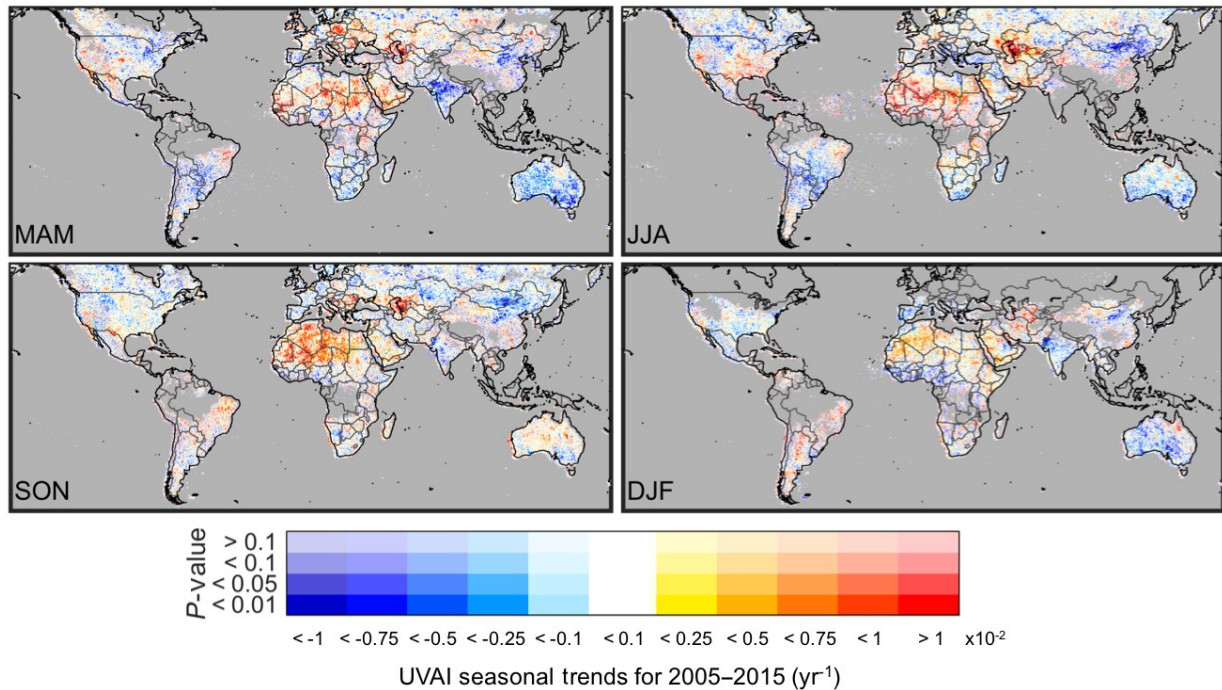 MAM
JJA
SON
DJF
P-value
> 0.1
< 0.1
< 0.05
< 0.01
< -1 < -0.75 < -0.5 < -0.25 < -0.1 < 0.1 < 0.25 < 0.5 < 0.75 < 1 > 1 x10⁻²
UVAI seasonal trends for 2005–2015 (yr⁻¹)